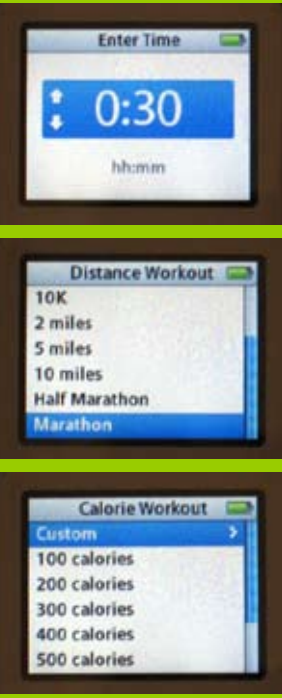 Enter Time
0:30
hh:mm
Distance Workout
10K
2 miles
5 miles
10 miles
Half Marathon
Marathon
Calorie Workout
Custom
100 calories
200 calories
300 calories
400 calories
500 calories